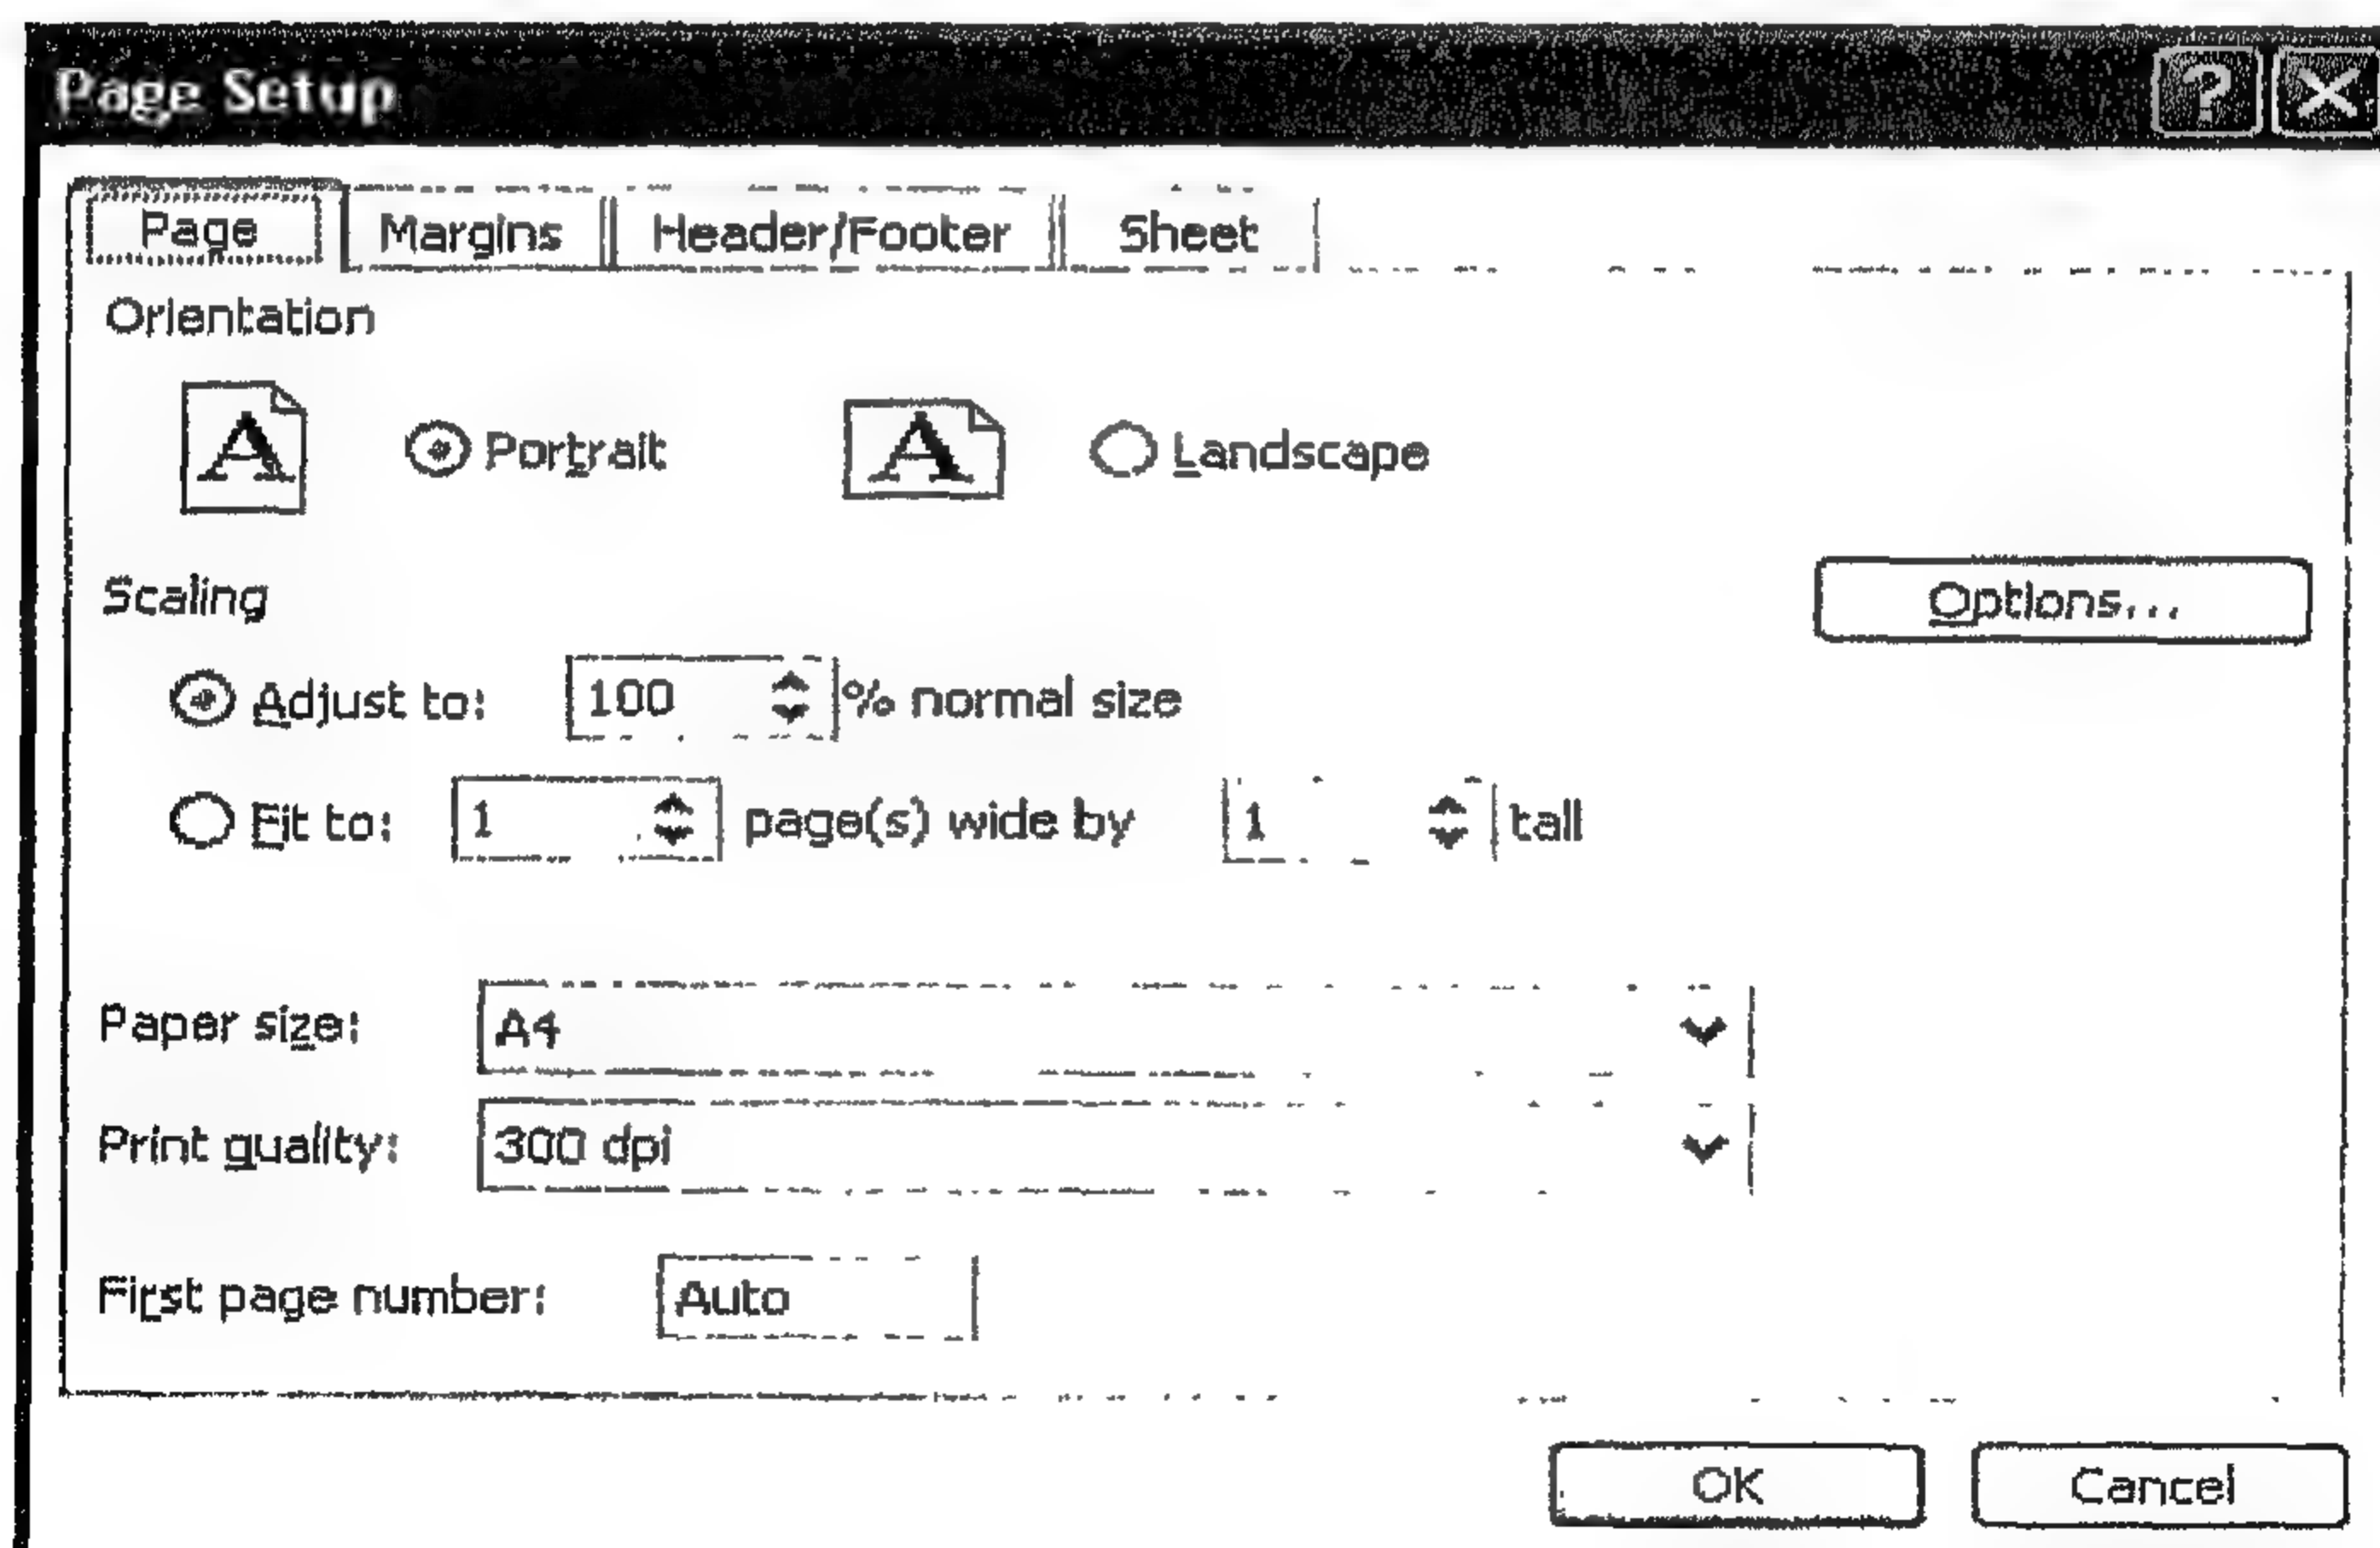 Page Setup ? X
Page Margins Header/Footer Sheet
Orientation
A Portrait A Landscape
Scaling
Options...
Adjust to: 100 % normal size
Fit to: 1 page(s) wide by 1 tall
Paper size: A4
Print quality: 300 dpi
First page number: Auto
OK Cancel